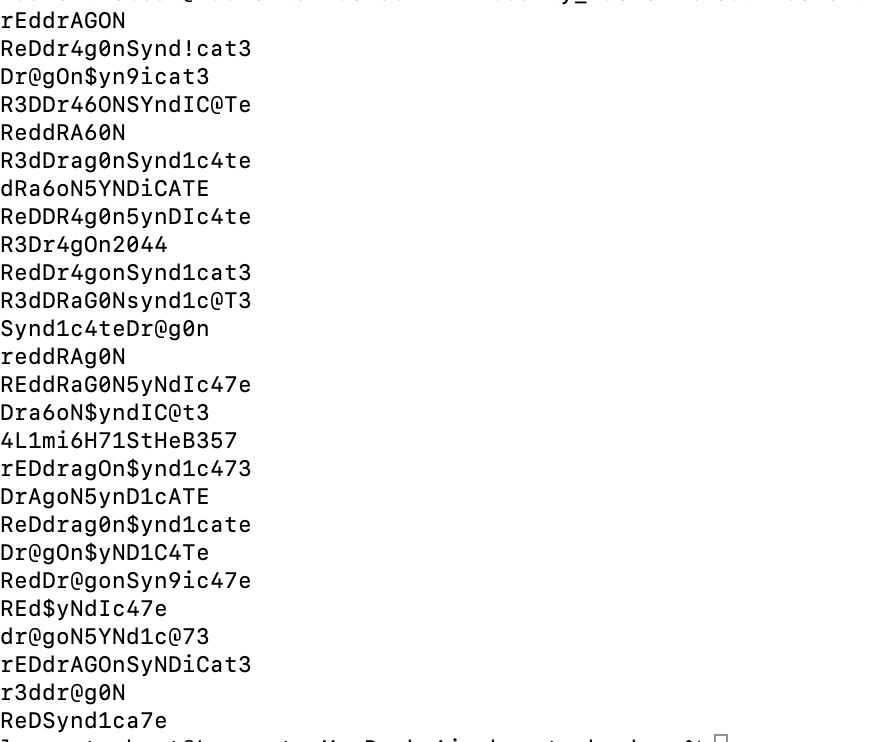 rEddrAGON
ReDdr4g0nSynd!cat3
Dr@gOn$yn9icat3
R3DDr46ONSYndIC@Te
ReddRA60N
R3dDrag0nSynd1c4te
dRa6oN5YNDiCATE
ReDDR4g0n5ynDIc4te
R3Dr4gOn2044
RedDr4gonSynd1cat3
R3dDRaG0Nsynd1c@T3
Synd1c4teDr@g0n
reddRAg0N
REddRaG0N5yNdIc47e
Dra6oN$yndIC@t3
4L1mi6H71StHeB357
rEDdragOn$ynd1c473
DrAgoN5ynD1cATE
ReDdrag0n$ynd1cate
Dr@gOn$yND1C4Te
RedDr@gonSyn9ic47e
REd$yNdIc47e
dr@goN5YNd1c@73
rEDdrAGOnSyNDiCat3
r3ddr@g0N
ReDSynd1ca7e